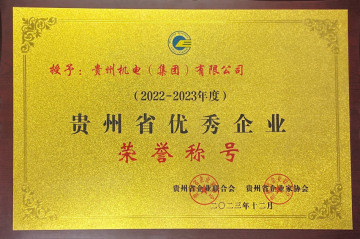 授予：贵州机电（集团）有限公司
（2022-2023年度）
贵州省优秀企业
荣誉称号
贵州省企业联合会 贵州省企业家协会
二〇二三年十二月